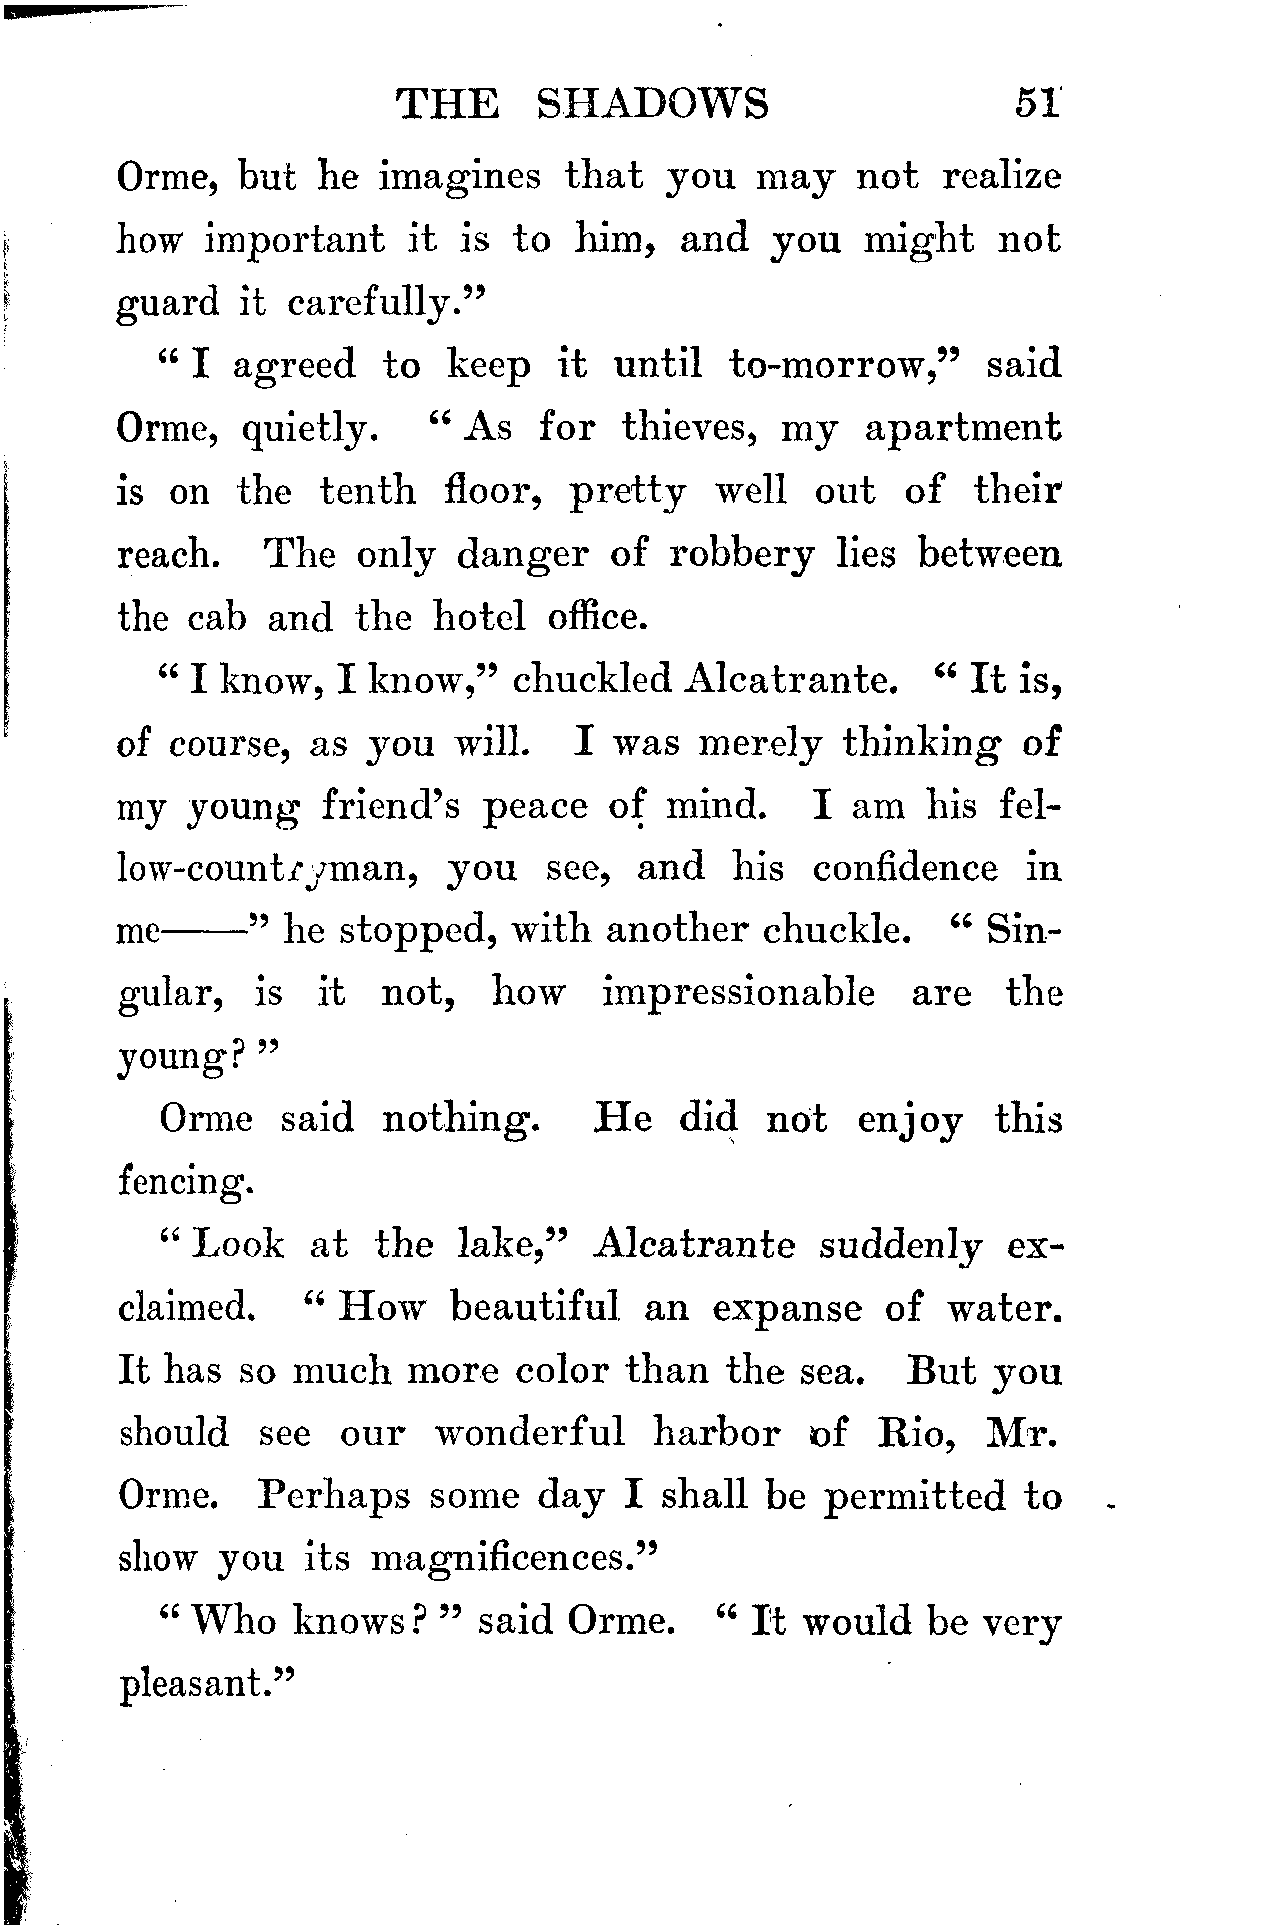 THE SHADOWS 51
Orme, but he imagines that you may not realize
how important it is to him, and you might not
guard it carefully.”
“ I agreed to keep it until to-morrow,” said
Orme, quietly. “ As for thieves, my apartment
is on the tenth floor, pretty well out of their
reach. The only danger of robbery lies between
the cab and the hotel office.
“ I know, I know,” chuckled Alcatrante. “ It is,
of course, as you will. I was merely thinking of
my young friend’s peace of mind. I am his fel-
low-countryman, you see, and his confidence in
me——” he stopped, with another chuckle. “ Sin-
gular, is it not, how impressionable are the
young? ”
Orme said nothing. He did not enjoy this
fencing.
“ Look at the lake,” Alcatrante suddenly ex-
claimed. “ How beautiful an expanse of water.
It has so much more color than the sea. But you
should see our wonderful harbor of Rio, Mr.
Orme. Perhaps some day I shall be permitted to
show you its magnificences.”
“ Who knows? ” said Orme. “ It would be very
pleasant.”